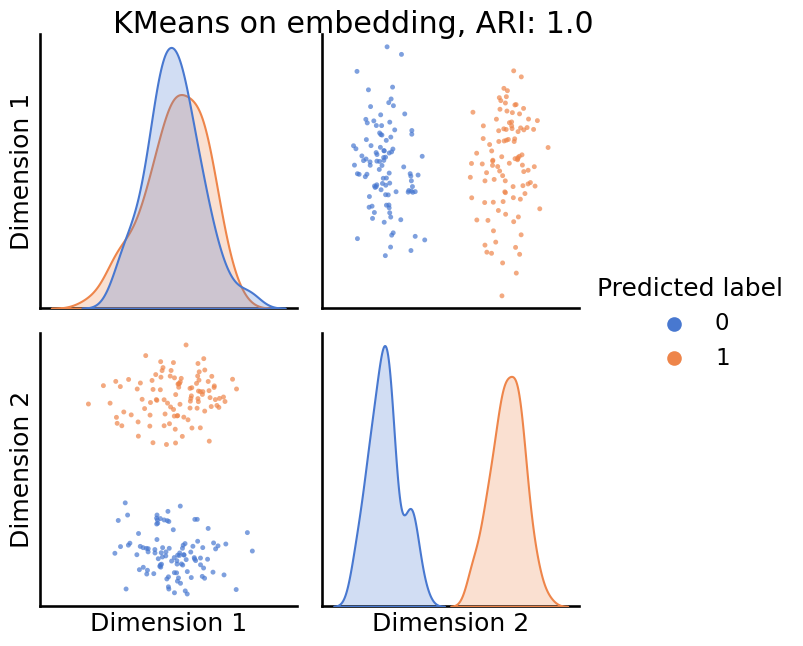 KMeans on embedding, ARI: 1.0
Dimension 1
Predicted label
0
1
Dimension 2
Dimension 1
Dimension 2